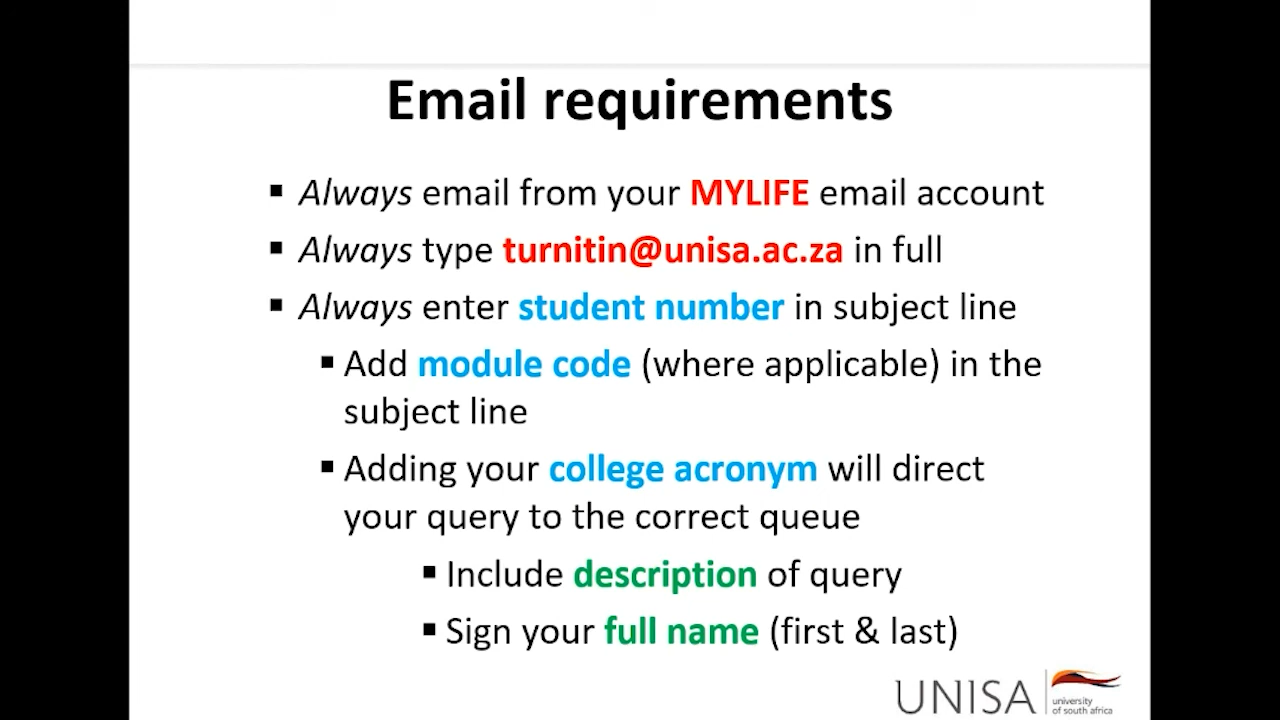 Email requirements
▪ Always email from your MYLIFE email account
▪ Always type turnitin@unisa.ac.za in full
▪ Always enter student number in subject line
▪ Add module code (where applicable) in the
subject line
▪ Adding your college acronym will direct
your query to the correct queue
▪ Include description of query
▪ Sign your full name (first & last)
UNISA
university
of south africa